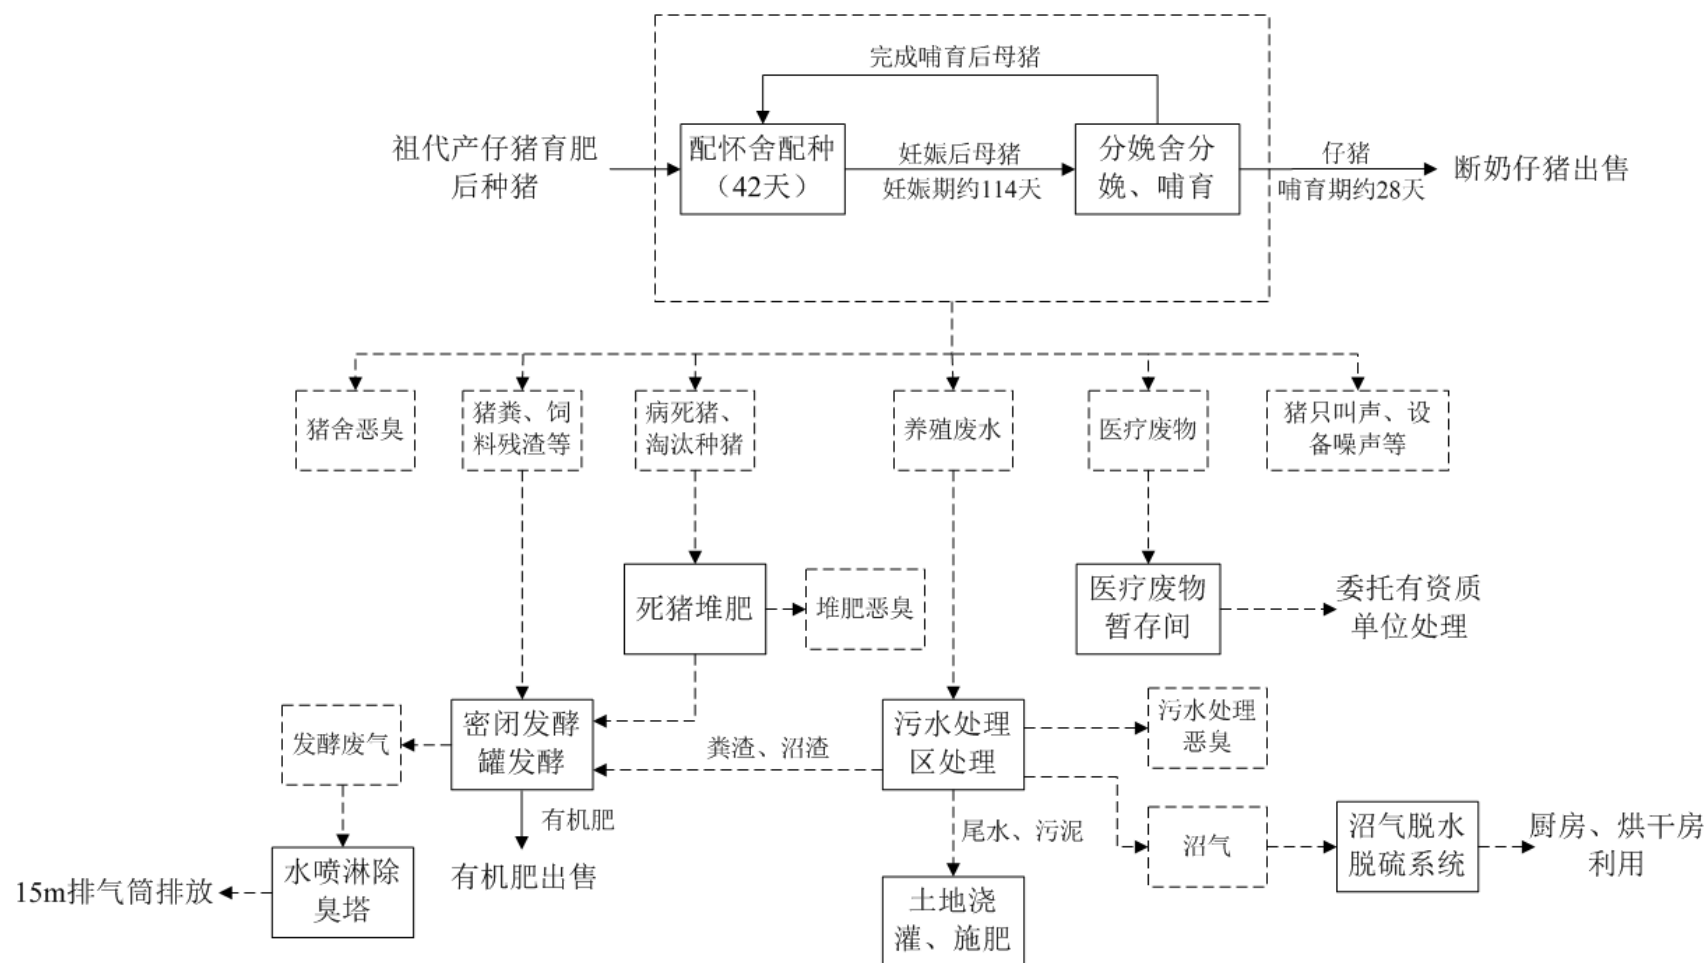 完成哺育后母猪
祖代产仔猪育肥
后种猪
配怀舍配种
（42天）
妊娠后母猪
妊娠期约114天
分娩舍分
娩、哺育
仔猪
哺育期约28天
断奶仔猪出售
猪舍恶臭
猪粪、饲
料残渣等
病死猪、
淘汰种猪
养殖废水
医疗废物
猪只叫声、设
备噪声等
死猪堆肥
堆肥恶臭
医疗废物
暂存间
委托有资质
单位处理
发酵废气
密闭发酵
罐发酵
粪渣、沼渣
污水处理
区处理
污水处理
恶臭
有机肥
尾水、污泥
沼气
沼气脱水
脱硫系统
厨房、烘干房
利用
15m排气筒排放
水喷淋除
臭塔
有机肥出售
土地浇
灌、施肥